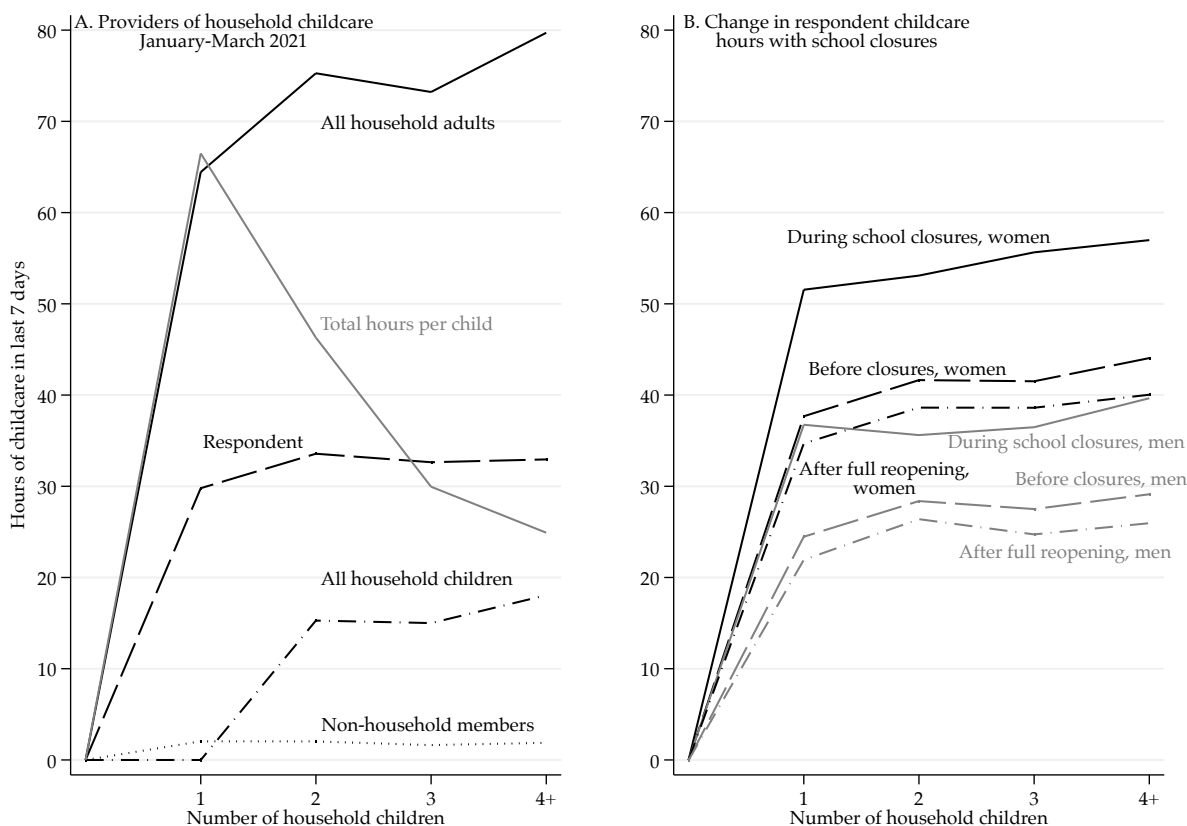 A. Providers of household childcare
January-March 2021
Hours of childcare in last 7 days
80
70
60
50
40
30
20
10
0
All household adults
Total hours per child
Respondent
All household children
Non-household members
1
2
3
4+
Number of household children
B. Change in respondent childcare
hours with school closures
80
70
60
50
40
30
20
10
0
During school closures, women
Before closures, women
During school closures, men
After full reopening,
women
Before closures, men
After full reopening, men
1
2
3
4+
Number of household children